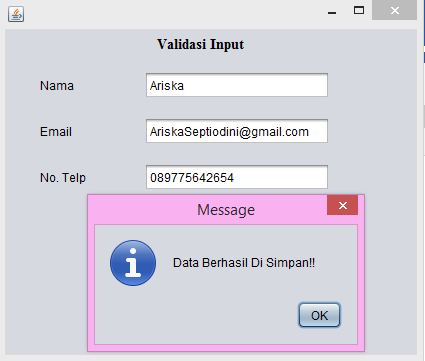 Validasi Input
Nama Ariska
Email AriskaSeptiodini@gmail.com
No. Telp 089775642654
Message
Data Berhasil Di Simpan!!
OK